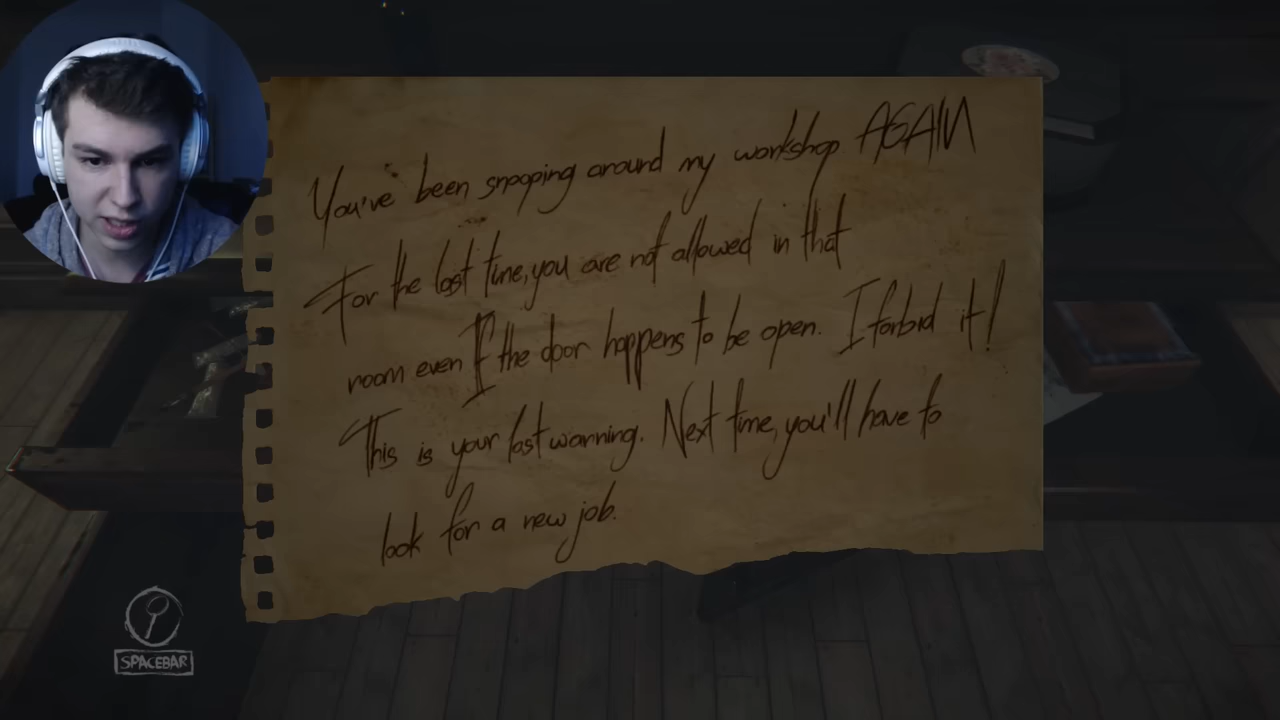 You've been snooping around my workshop AGAIN
For the last time, you are not allowed in that
room even If the door happens to be open. I forbid it!
This is your last warning. Next time, you'll have to
look for a new job.
SPACEBAR